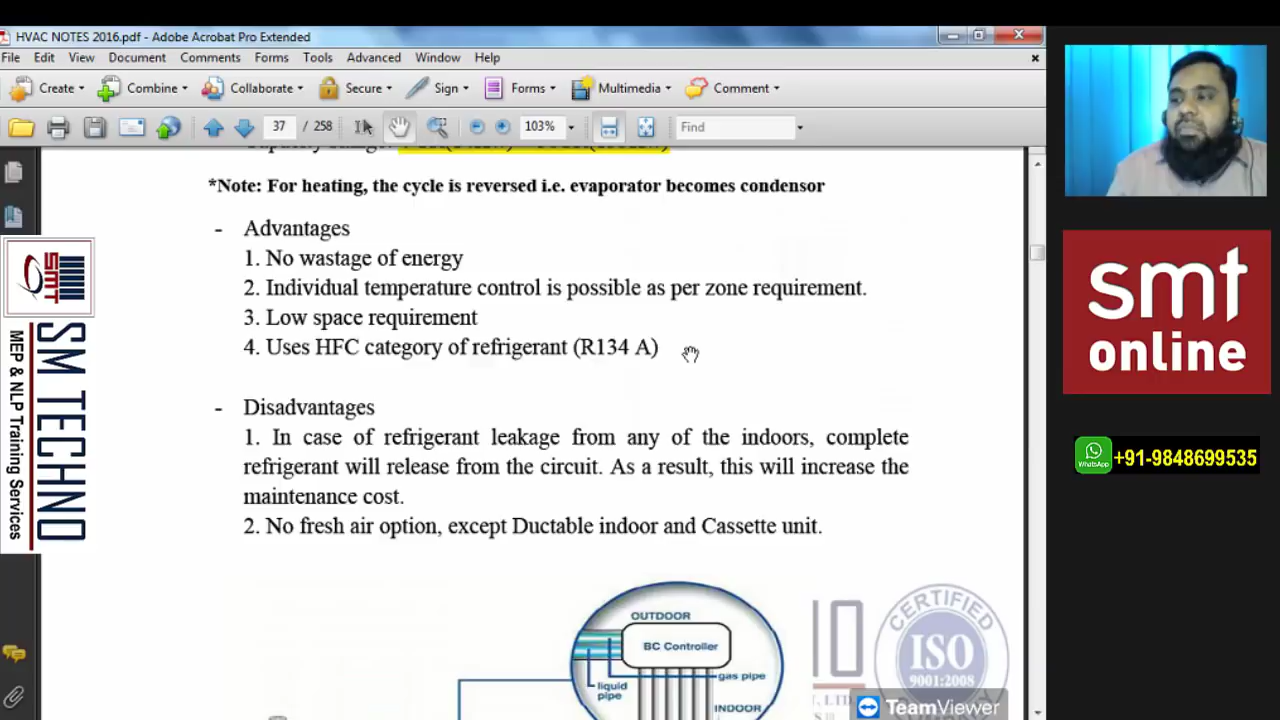 HVAC NOTES 2016.pdf - Adobe Acrobat Pro Extended
File Edit View Document Comments Forms Tools Advanced Window Help
Create Combine Collaborate Secure Sign Forms Multimedia Comment
37 / 258 103% Find
*Note: For heating, the cycle is reversed i.e. evaporator becomes condensor
- Advantages
1. No wastage of energy
2. Individual temperature control is possible as per zone requirement.
3. Low space requirement
4. Uses HFC category of refrigerant (R134 A)
- Disadvantages
1. In case of refrigerant leakage from any of the indoors, complete
refrigerant will release from the circuit. As a result, this will increase the
maintenance cost.
2. No fresh air option, except Ductable indoor and Cassette unit.
OUTDOOR
BC Controller
gas pipe
liquid
pipe
INDOOR
CERTIFIED
ISO
9001:2008
TeamViewer
SMT
SM TECHNO
MEP & NLP Training Services
smt
online
WhatsApp
+91-9848699535